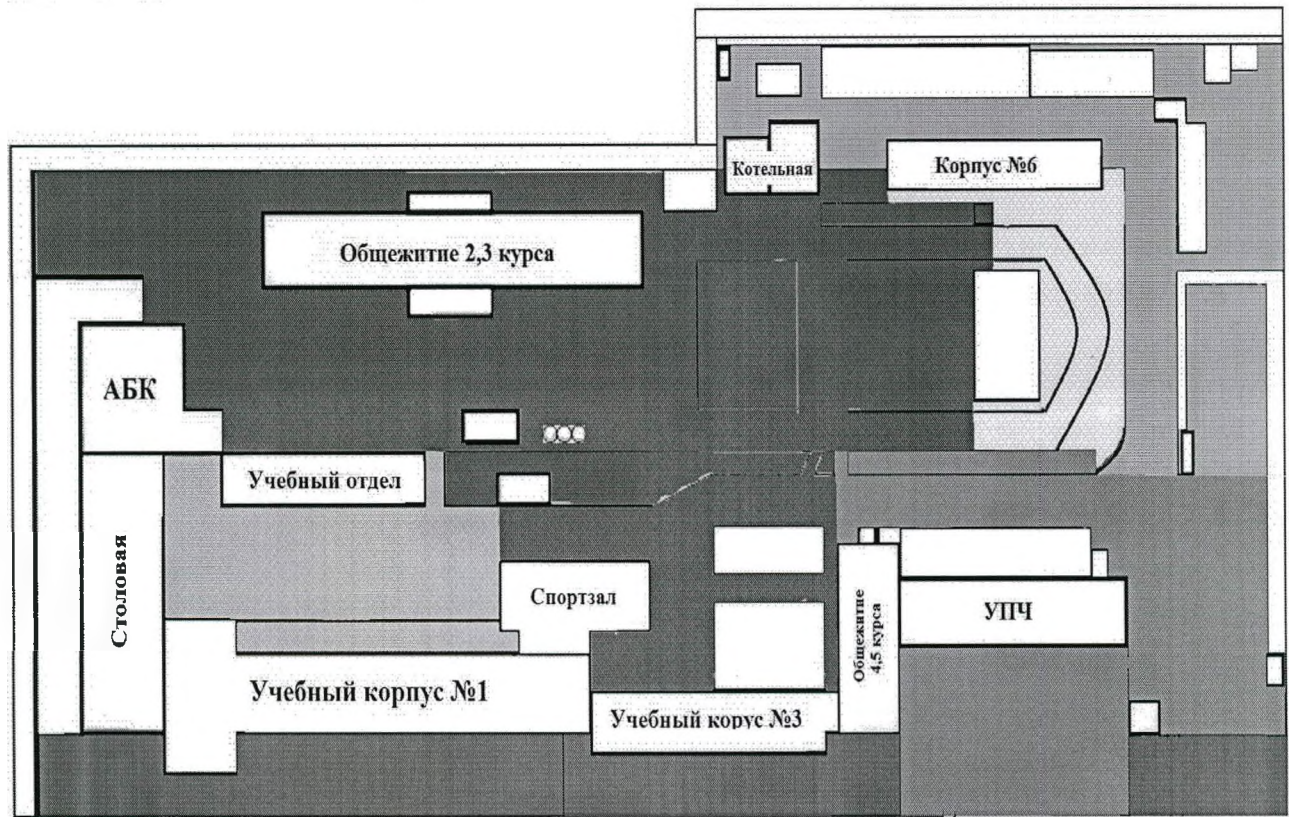 Котельная
Корпус №6
Общежитие 2,3 курса
АБК
Учебный отдел
Столовая
Спортзал
Общежитие
4,5 курса
УПЧ
Учебный корпус №1
Учебный корус №3